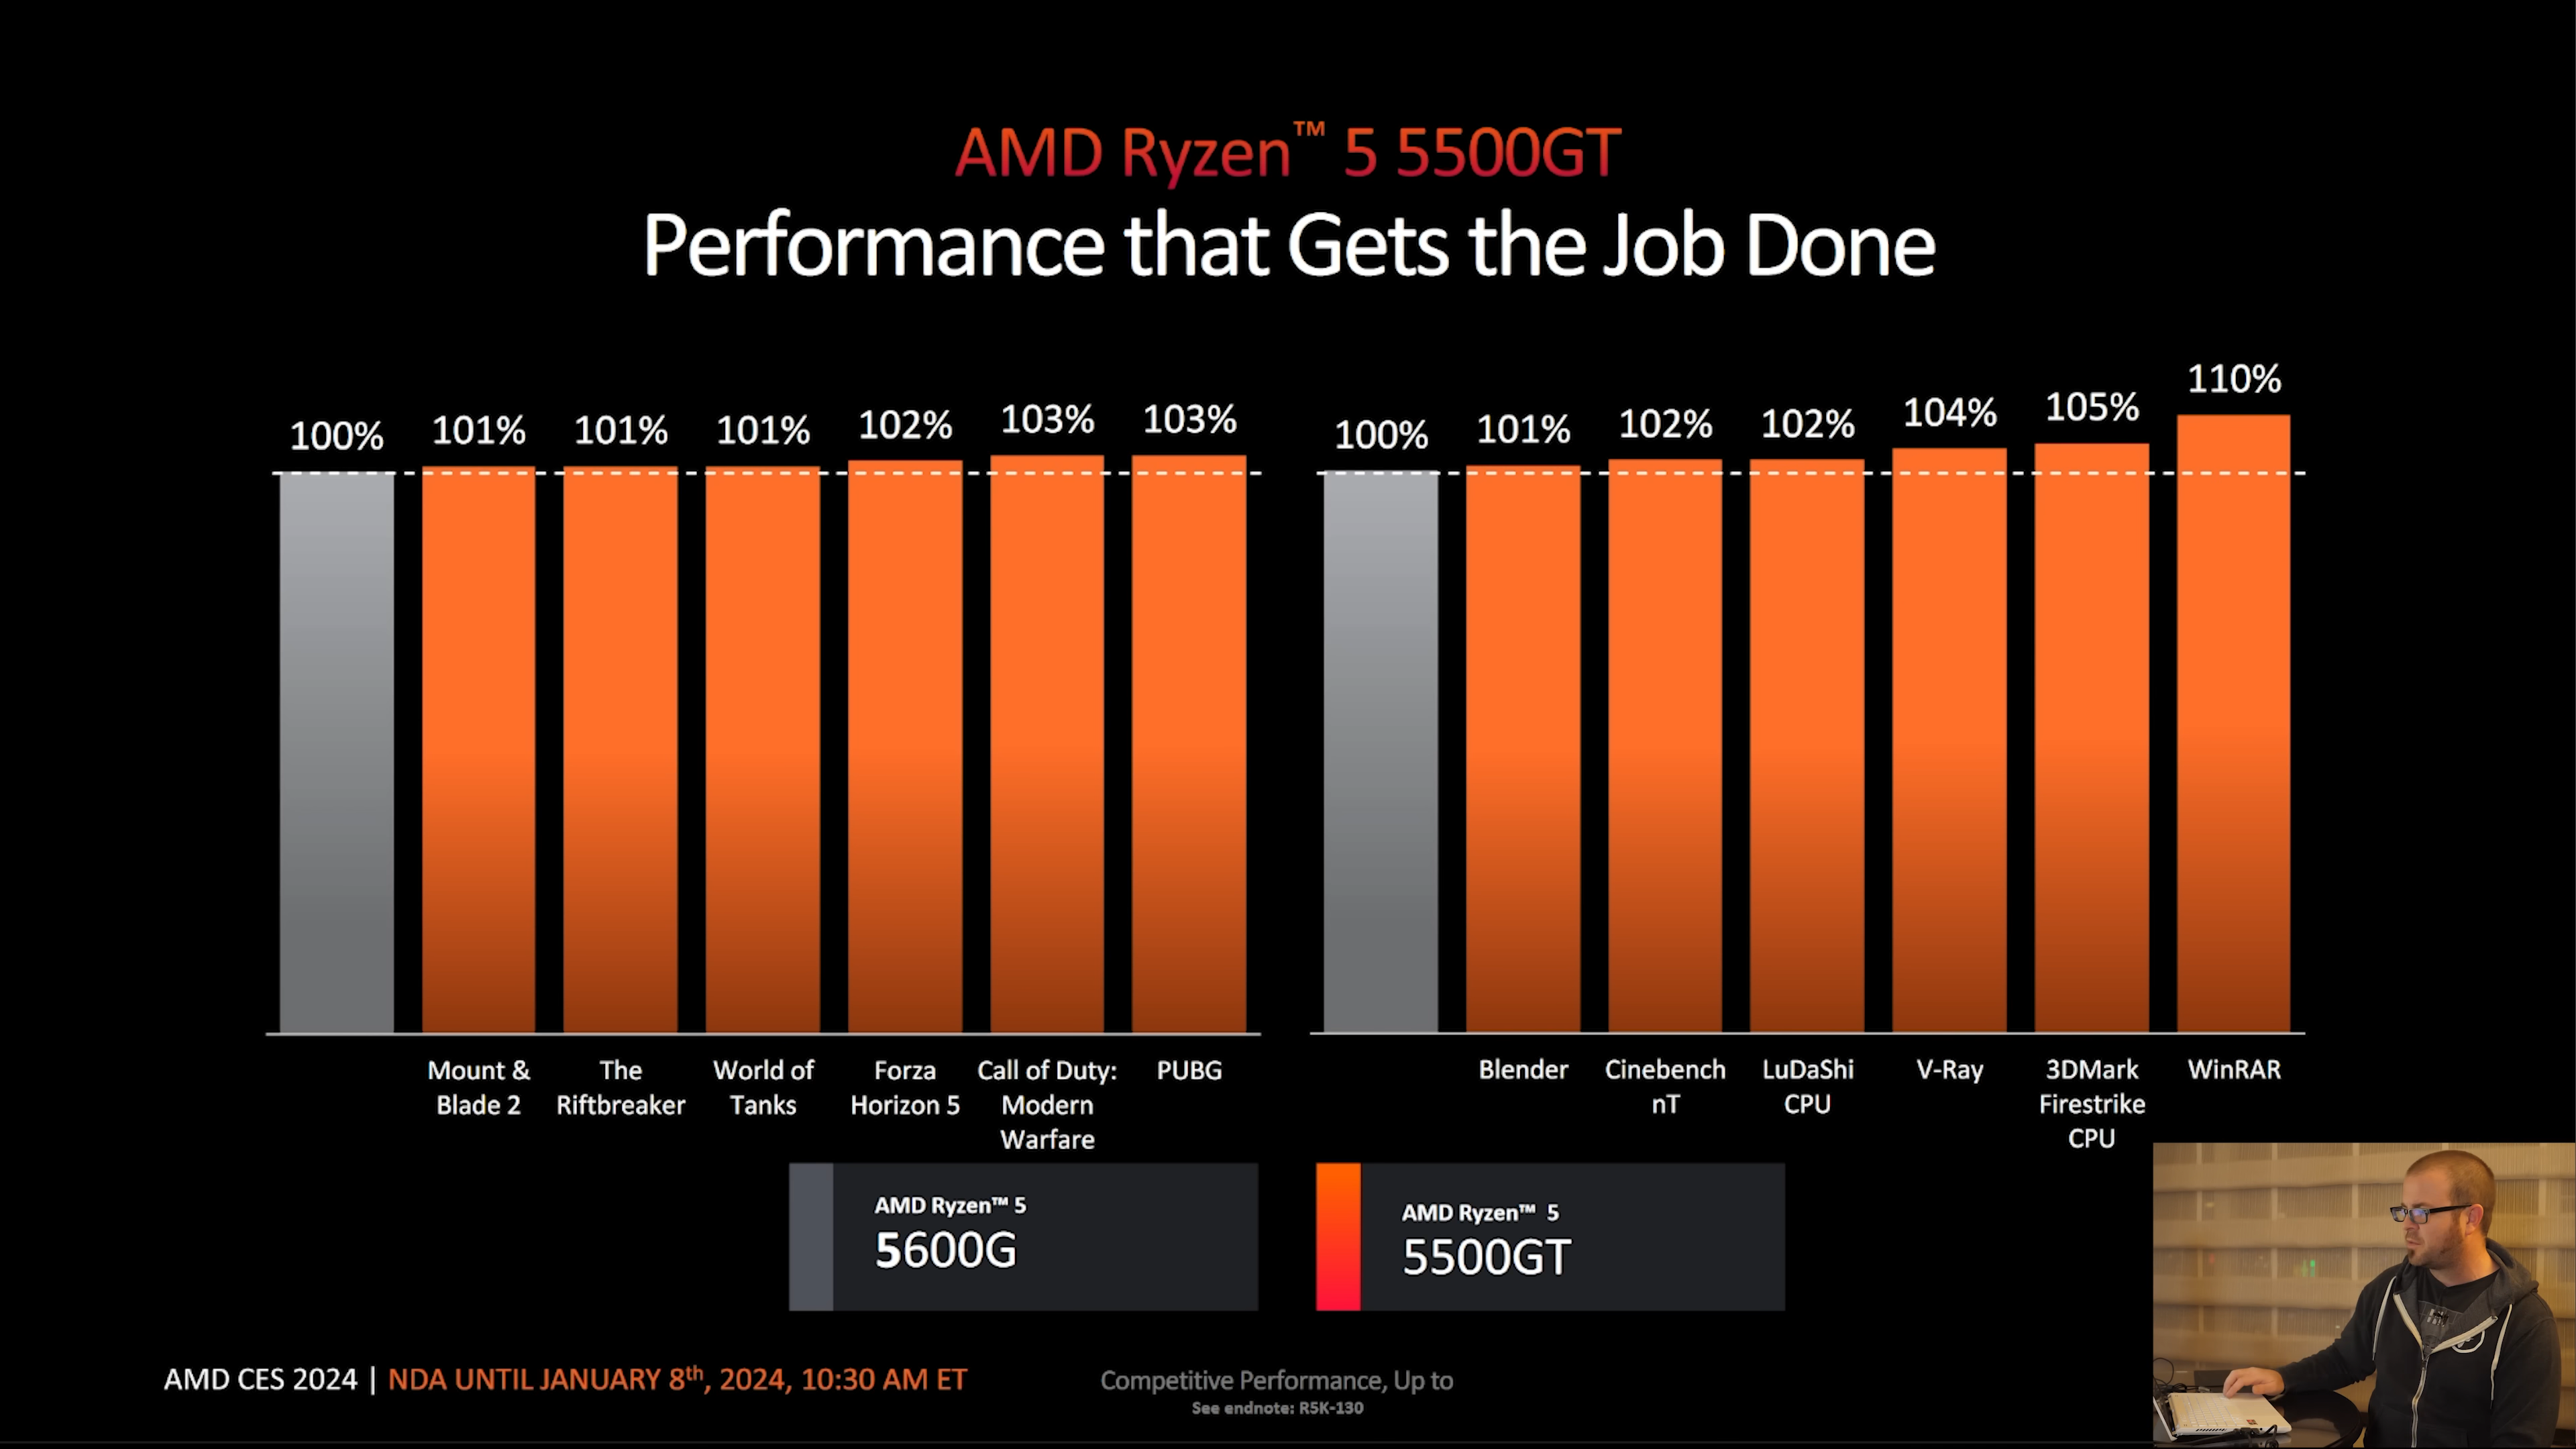 AMD Ryzen™ 5 5500GT
Performance that Gets the Job Done
100%
101%
101%
101%
102%
103%
103%
100%
101%
102%
102%
104%
105%
110%
Mount &
Blade 2
The
Riftbreaker
World of
Tanks
Forza
Horizon 5
Call of Duty:
Modern
Warfare
PUBG
Blender
Cinebench
nT
LuDaShi
CPU
V-Ray
3DMark
Firestrike
CPU
WinRAR
AMD Ryzen™ 5
5600G
AMD Ryzen™ 5
5500GT
AMD CES 2024 | NDA UNTIL JANUARY 8th, 2024, 10:30 AM ET
Competitive Performance, Up to
See endnote: R5K-130